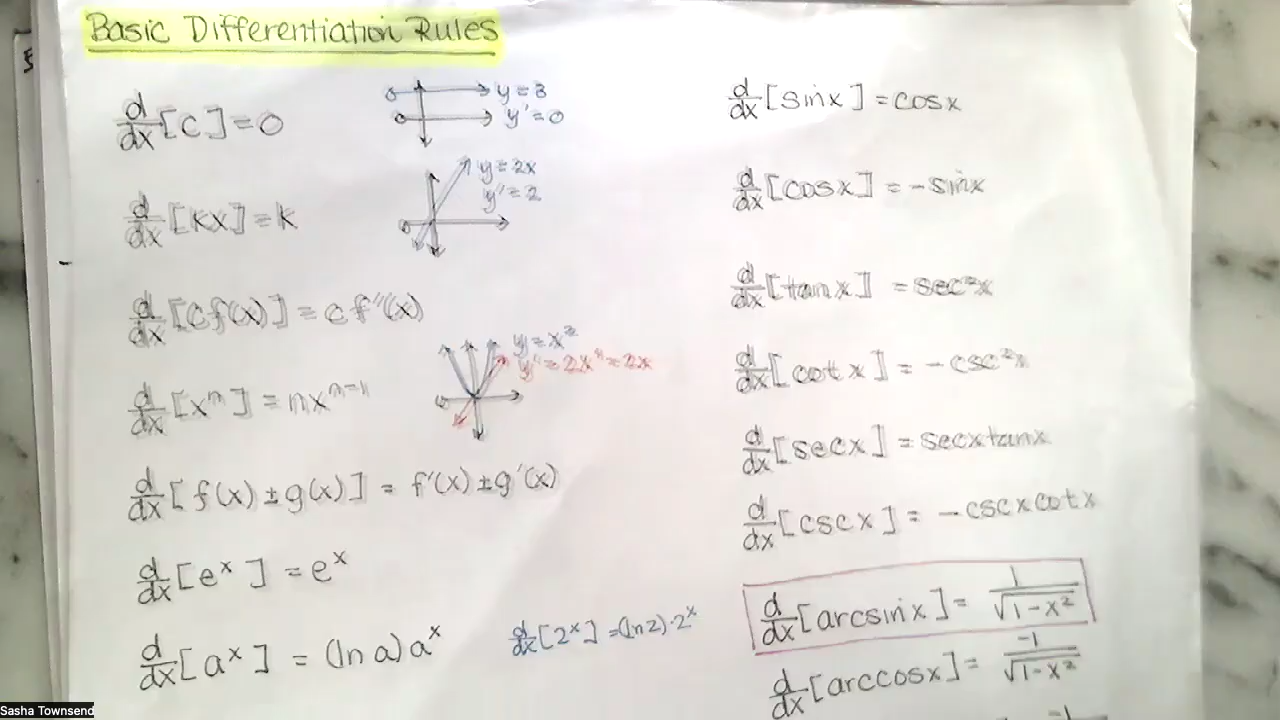 Basic Differentiation Rules
d/dx [c] = 0
y = 3
y' = 0
d/dx [kx] = k
y = 2x
y' = 2
d/dx [cf(x)] = cf'(x)
d/dx [xⁿ] = nxⁿ⁻¹
y = x²
y' = 2x¹ = 2x
d/dx [f(x) ± g(x)] = f'(x) ± g'(x)
d/dx [eˣ] = eˣ
d/dx [aˣ] = (ln a) aˣ
d/dx [2ˣ] = (ln 2) · 2ˣ
d/dx [sin x] = cos x
d/dx [cos x] = -sin x
d/dx [tan x] = sec² x
d/dx [cot x] = -csc² x
d/dx [sec x] = sec x tan x
d/dx [csc x] = -csc x cot x
d/dx [arcsin x] = 1/√(1-x²)
d/dx [arccos x] = -1/√(1-x²)
Sasha Townsend